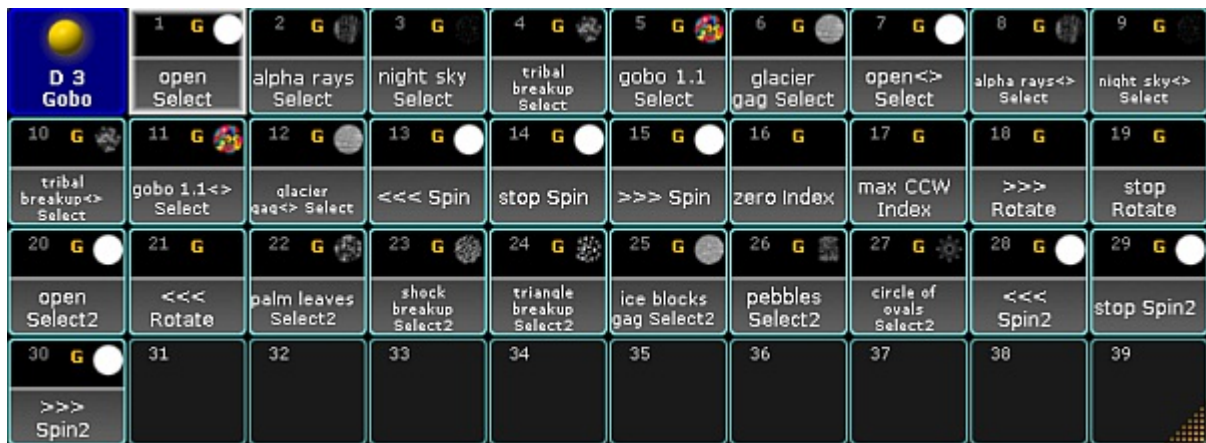 D 3
Gobo
1 G
open
Select
2 G
alpha rays
Select
3 G
night sky
Select
4 G
tribal
breakup
Select
5 G
gobo 1.1
Select
6 G
glacier
gag Select
7 G
open<>
Select
8 G
alpha rays<>
Select
9 G
night sky<>
Select
10 G
tribal
breakup<>
Select
11 G
gobo 1.1<>
Select
12 G
glacier
gag<> Select
13 G
<<< Spin
14 G
stop Spin
15 G
>>> Spin
16 G
zero Index
17 G
max CCW
Index
18 G
>>>
Rotate
19 G
stop
Rotate
20 G
open
Select2
21 G
<<<
Rotate
22 G
palm leaves
Select2
23 G
shock
breakup
Select2
24 G
triangle
breakup
Select2
25 G
ice blocks
gag Select2
26 G
pebbles
Select2
27 G
circle of
ovals
Select2
28 G
<<<
Spin2
29 G
stop Spin2
30 G
>>>
Spin2
31
32
33
34
35
36
37
38
39